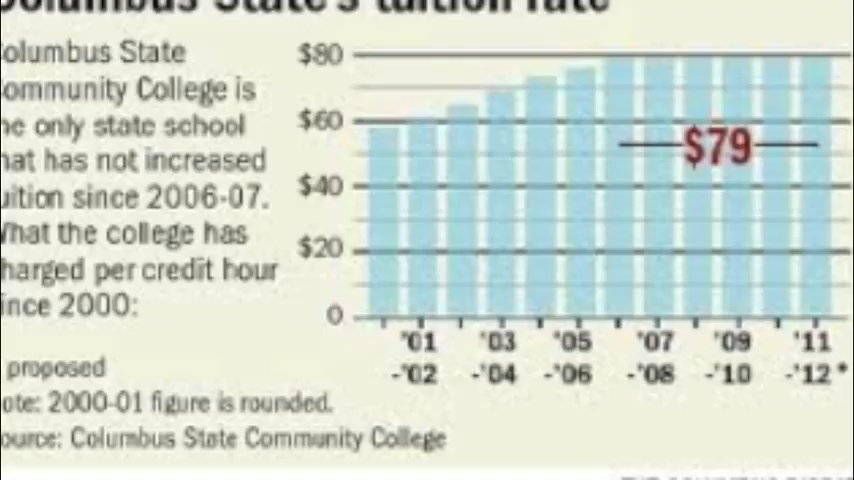 Columbus State's tuition rate
olumbus State
ommunity College is
he only state school
hat has not increased
uition since 2006-07.
What the college has
harged per credit hour
ince 2000:
$80
$60
$40
$20
0
$79
'01 '03 '05 '07 '09 '11
-'02 -'04 -'06 -'08 -'10 -'12*
proposed
ote: 2000-01 figure is rounded.
ource: Columbus State Community College